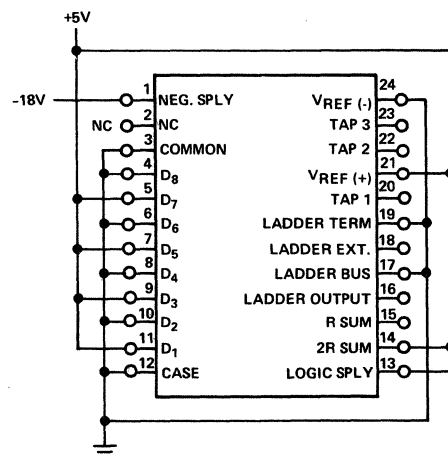 +5V
-18V
1 NEG. SPLY
NC 2 NC
3 COMMON
4 D8
5 D7
6 D6
7 D5
8 D4
9 D3
10 D2
11 D1
12 CASE
24 VREF (-)
23 TAP 3
22 TAP 2
21 VREF (+)
20 TAP 1
19 LADDER TERM
18 LADDER EXT.
17 LADDER BUS
16 LADDER OUTPUT
15 R SUM
14 2R SUM
13 LOGIC SPLY